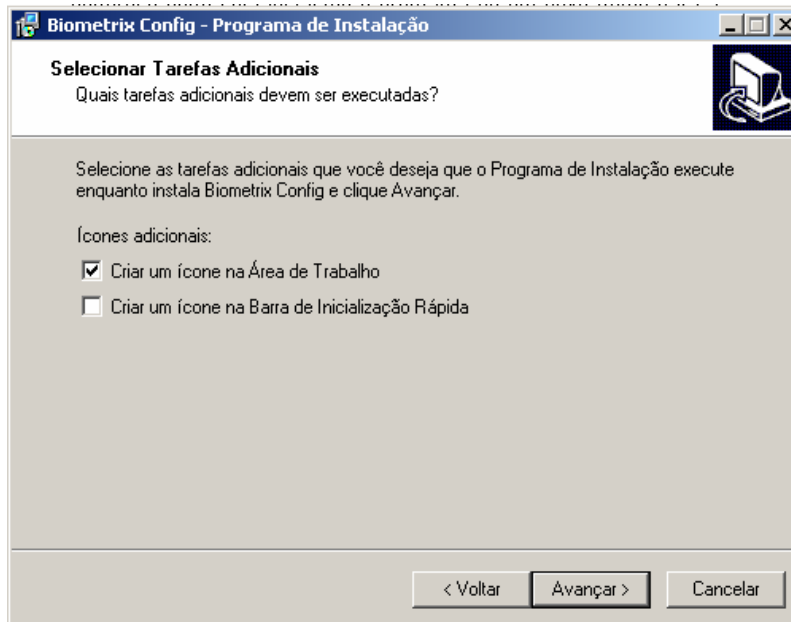 Biometrix Config - Programa de Instalação
Selecionar Tarefas Adicionais
Quais tarefas adicionais devem ser executadas?
Selecione as tarefas adicionais que você deseja que o Programa de Instalação execute
enquanto instala Biometrix Config e clique Avançar.
Ícones adicionais:
Criar um ícone na Área de Trabalho
Criar um ícone na Barra de Inicialização Rápida
< Voltar
Avançar >
Cancelar